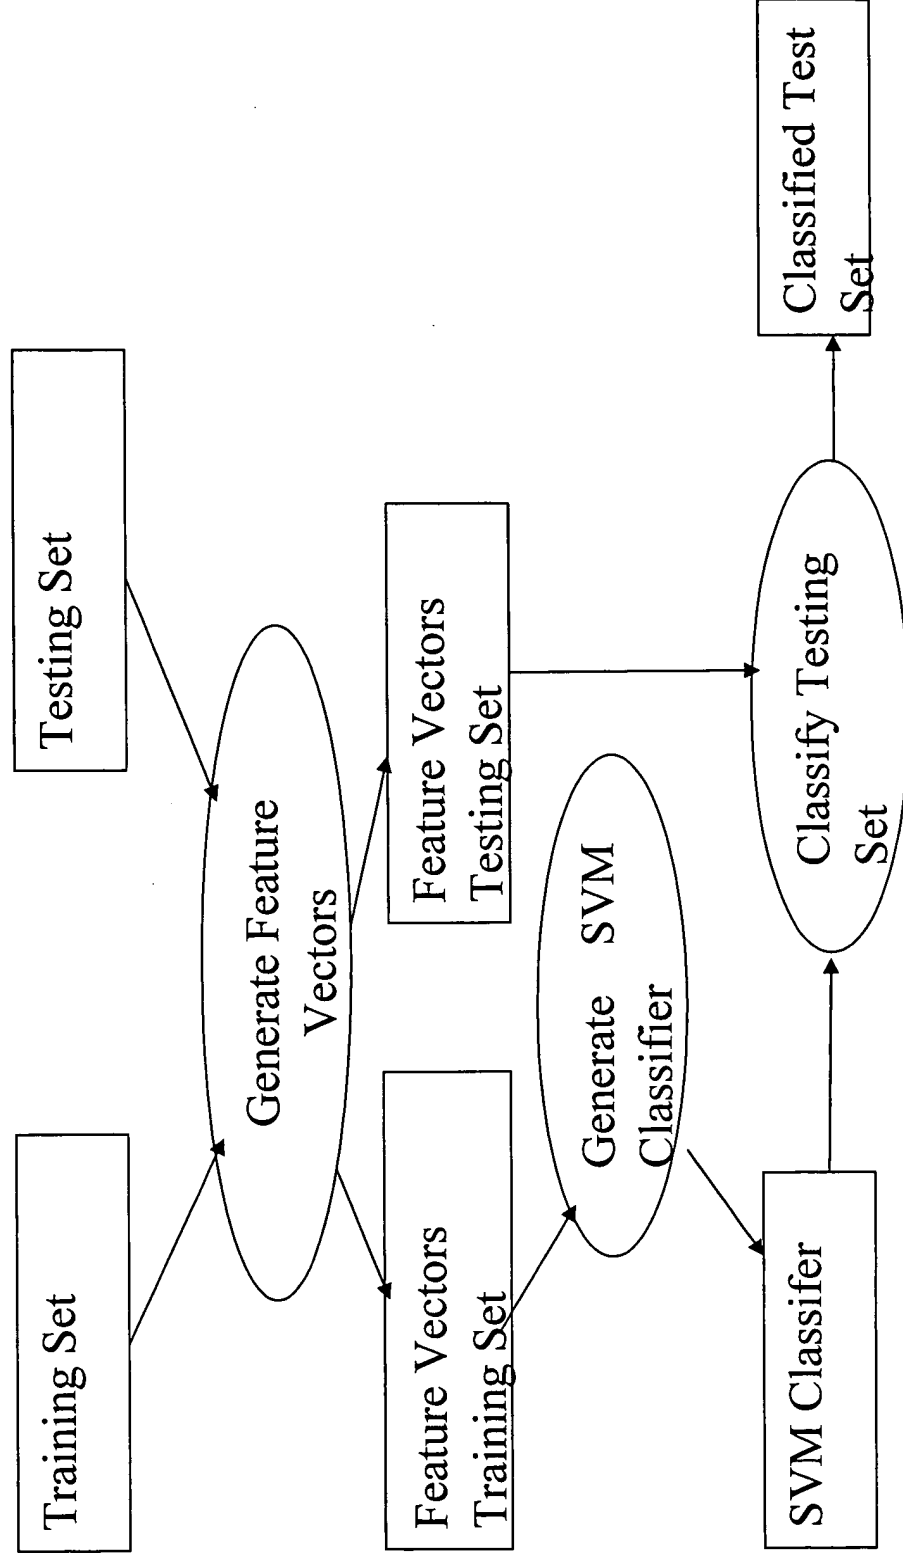 Training Set
Testing Set
Generate Feature
Vectors
Feature Vectors
Training Set
Feature Vectors
Testing Set
Generate SVM
Classifier
SVM Classifer
Classify Testing
Set
Classified Test
Set